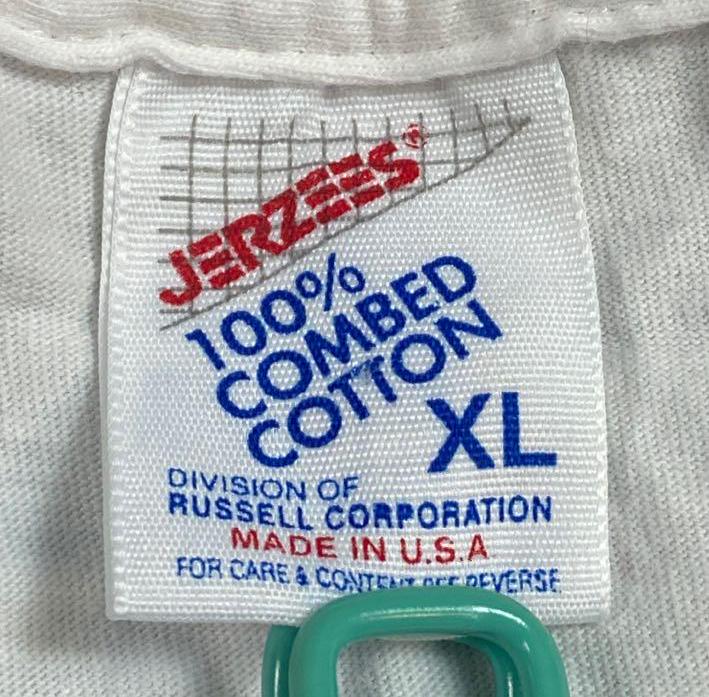 JERZEES®
100%
COMBED
COTTON
XL
DIVISION OF
RUSSELL CORPORATION
MADE IN U.S.A
FOR CARE & CONTENT SEE REVERSE